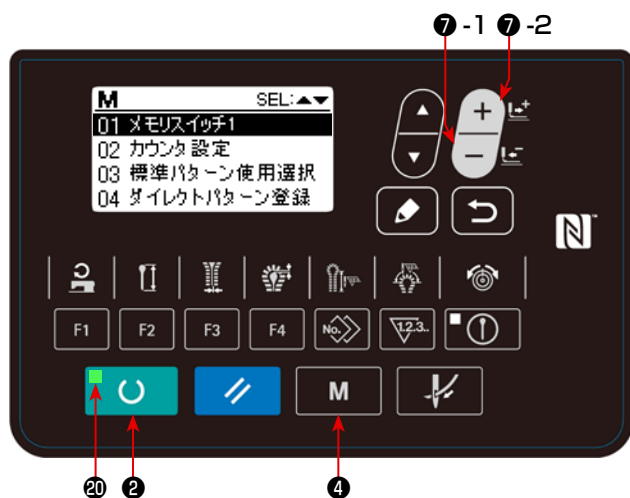 ❼ -1 ❼ -2
M SEL:▲▼
01 メモリスイッチ1
02 カウンタ設定
03 標準パターン使用選択
04 ダイレクトパターン登録
F1 F2 F3 F4 No. 1.2.3..
M
⓴ ❷ ❹